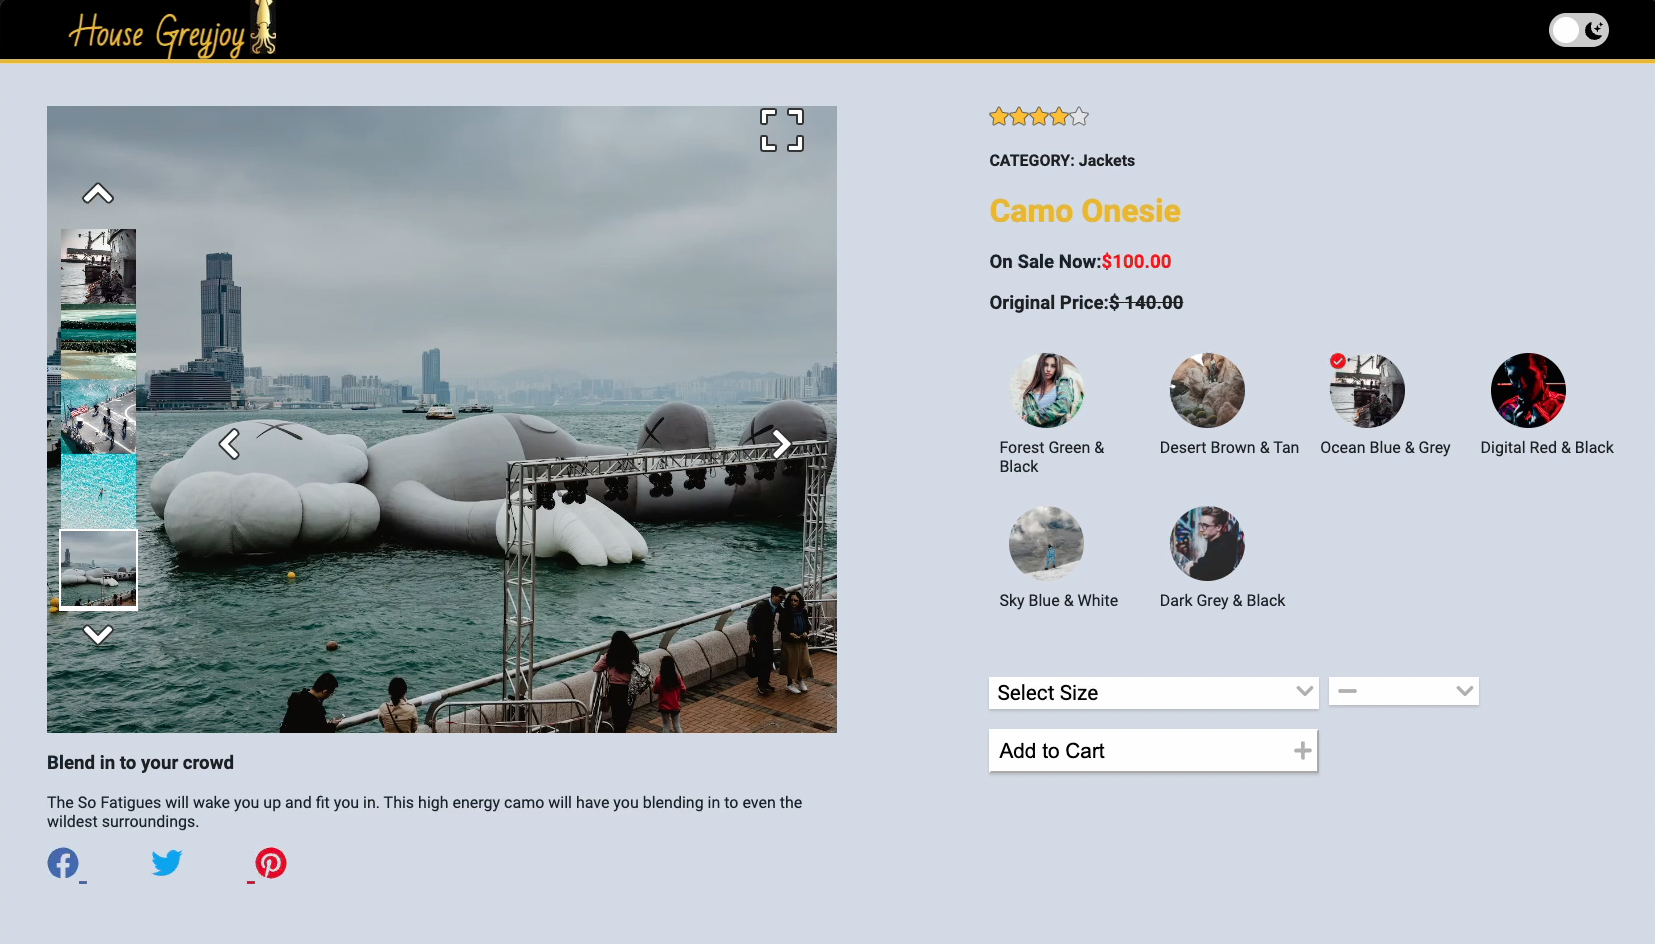 House Greyjoy
CATEGORY: Jackets
Camo Onesie
On Sale Now:$100.00
Original Price:$ 140.00
Forest Green &
Black
Desert Brown & Tan
Ocean Blue & Grey
Digital Red & Black
Sky Blue & White
Dark Grey & Black
Select Size
Add to Cart
Blend in to your crowd
The So Fatigues will wake you up and fit you in. This high energy camo will have you blending in to even the
wildest surroundings.